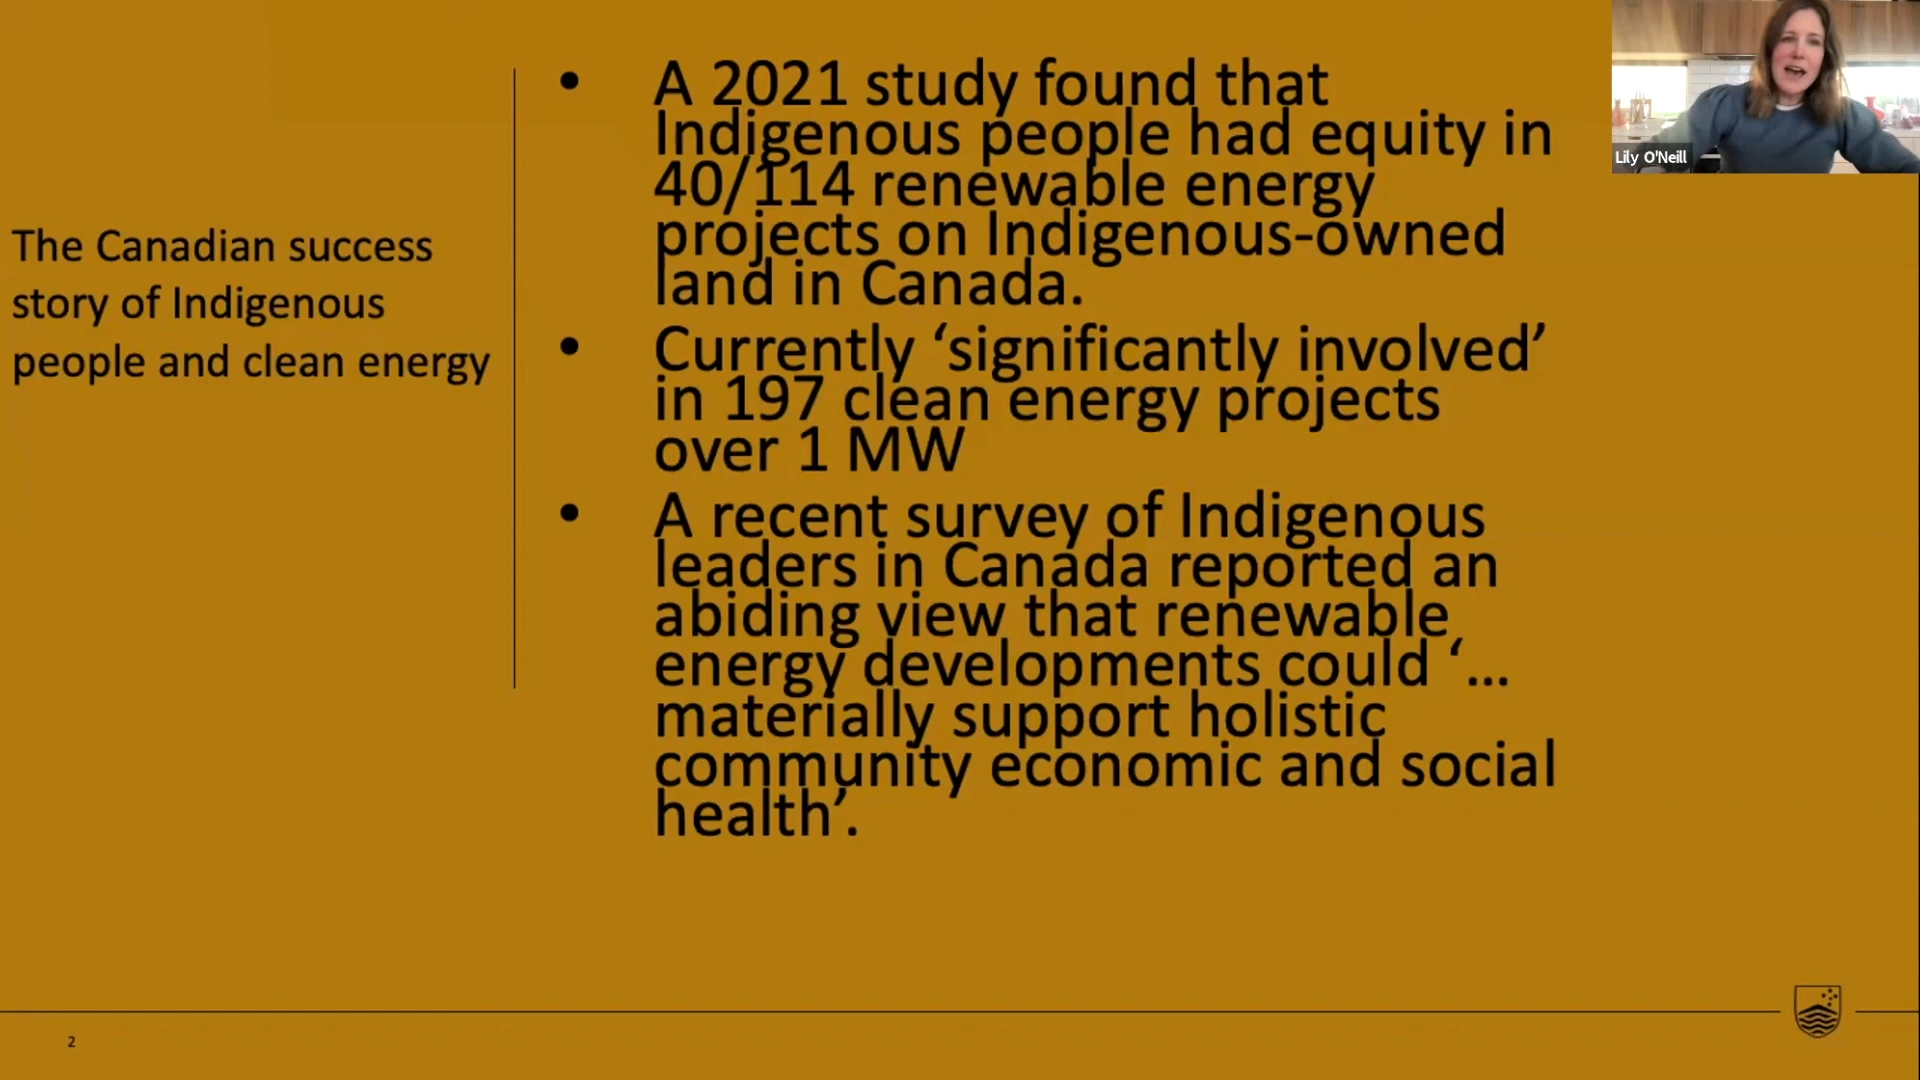 The Canadian success
story of Indigenous
people and clean energy
• A 2021 study found that
Indigenous people had equity in
40/114 renewable energy
projects on Indigenous-owned
land in Canada.
• Currently ‘significantly involved’
in 197 clean energy projects
over 1 MW
• A recent survey of Indigenous
leaders in Canada reported an
abiding view that renewable
energy developments could ‘…
materially support holistic
community economic and social
health’.
Lily O'Neill
2